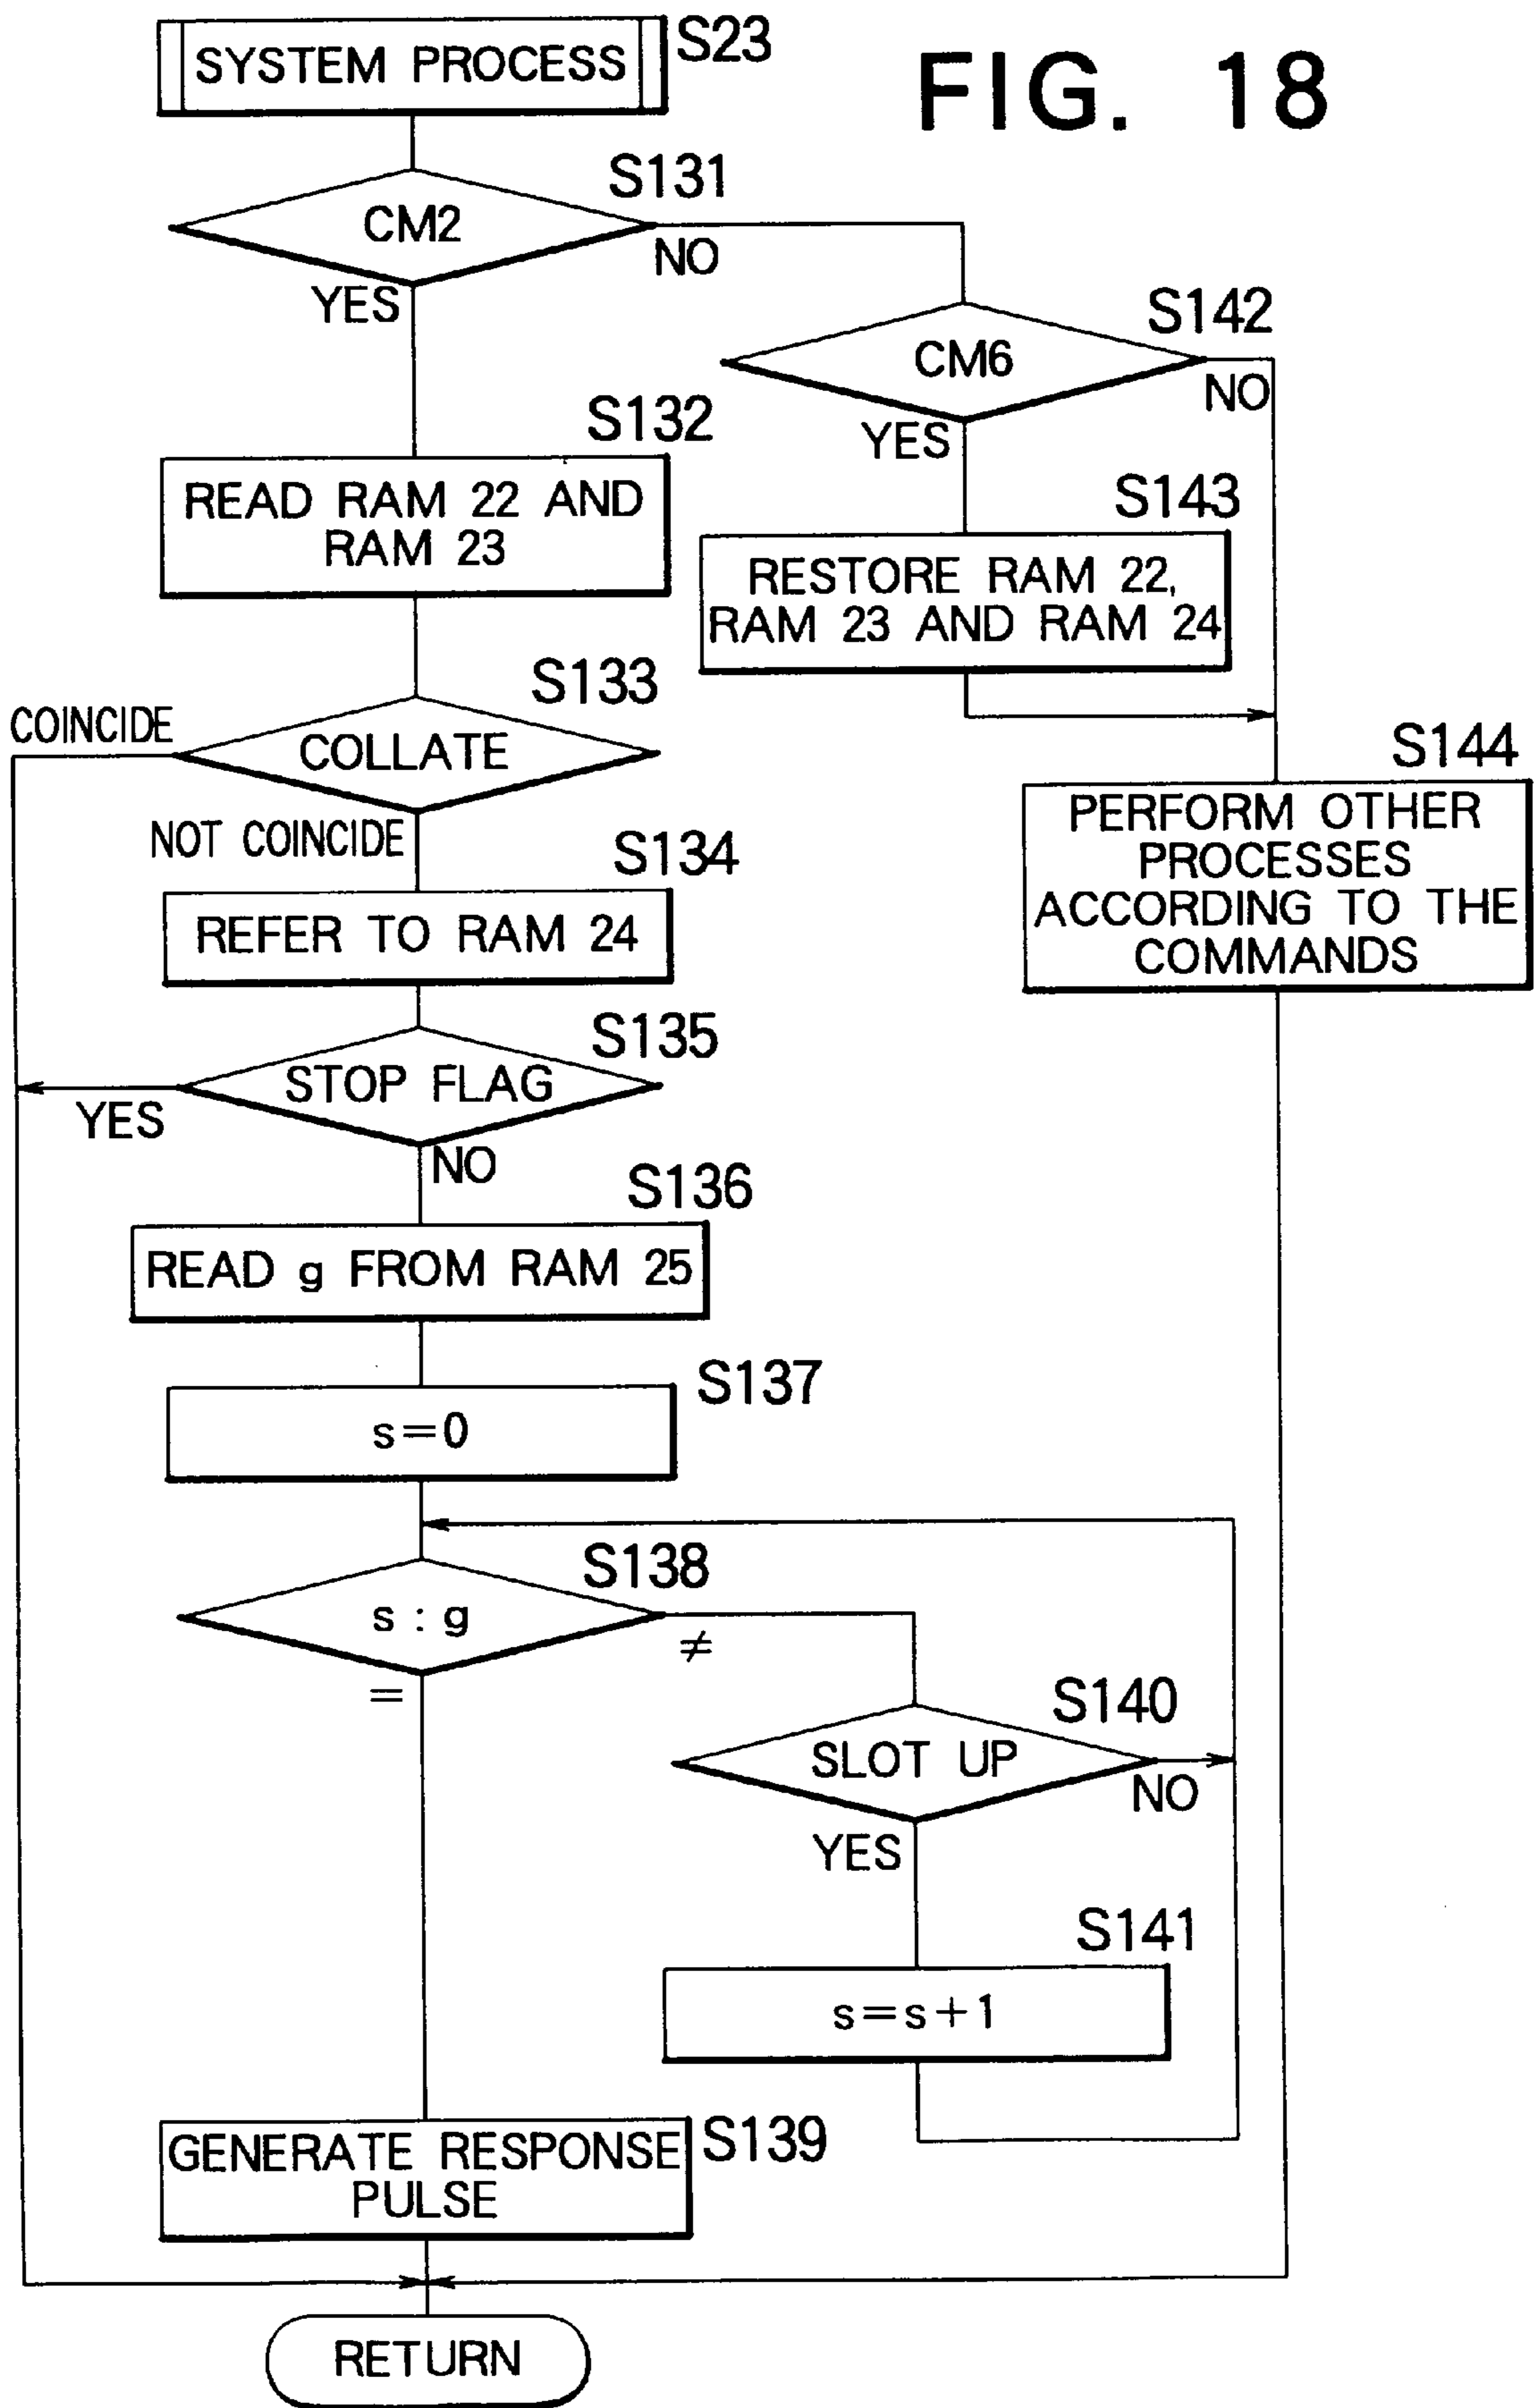 SYSTEM PROCESS
S23
FIG. 18
CM2
S131
NO
YES
CM6
S142
NO
YES
S132
READ RAM 22 AND
RAM 23
S143
RESTORE RAM 22,
RAM 23 AND RAM 24
S133
COINCIDE
COLLATE
NOT COINCIDE
S144
PERFORM OTHER
PROCESSES
ACCORDING TO THE
COMMANDS
S134
REFER TO RAM 24
S135
STOP FLAG
YES
NO
S136
READ g FROM RAM 25
S137
s=0
S138
s : g
≠
=
S140
SLOT UP
NO
YES
S141
s=s+1
S139
GENERATE RESPONSE
PULSE
RETURN